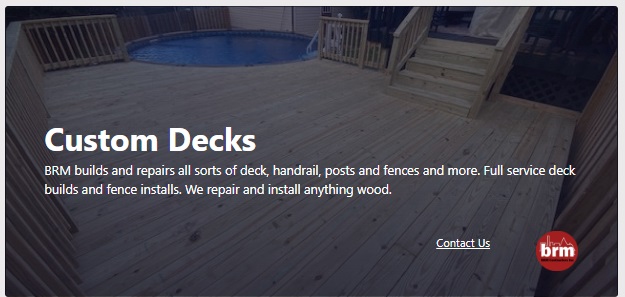 Custom Decks
BRM builds and repairs all sorts of deck, handrail, posts and fences and more. Full service deck
builds and fence installs. We repair and install anything wood.
Contact Us
brm